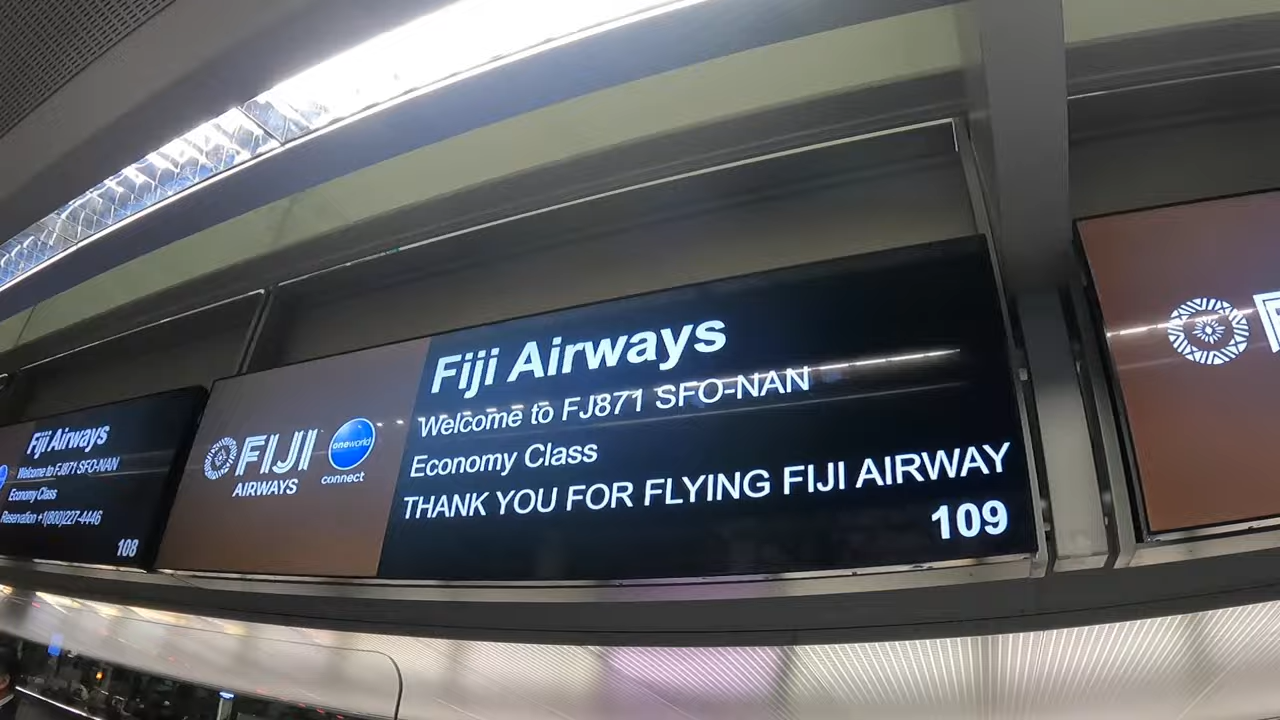 Fiji Airways
Welcome to FJ871 SFO-NAN
Economy Class
Reservation +1(800)227-4446
108
FIJI
AIRWAYS
oneworld
connect
Fiji Airways
Welcome to FJ871 SFO-NAN
Economy Class
THANK YOU FOR FLYING FIJI AIRWAY
109